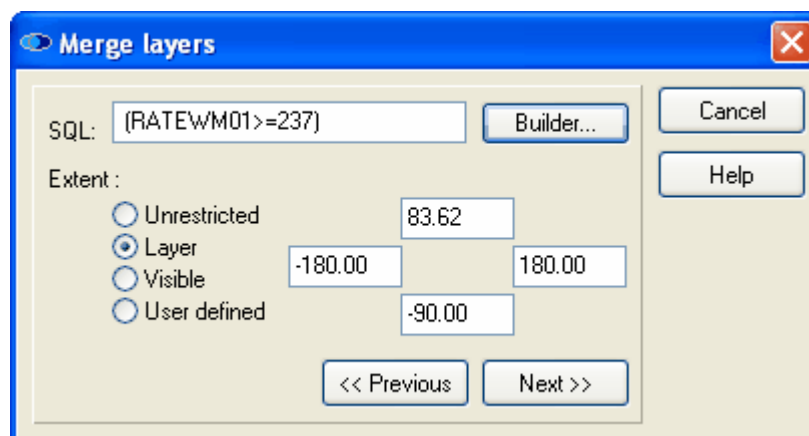 Merge layers
SQL: (RATEWM01>=237) Builder... Cancel
Extent : Help
Unrestricted 83.62
Layer -180.00 180.00
Visible
User defined -90.00
<< Previous Next >>